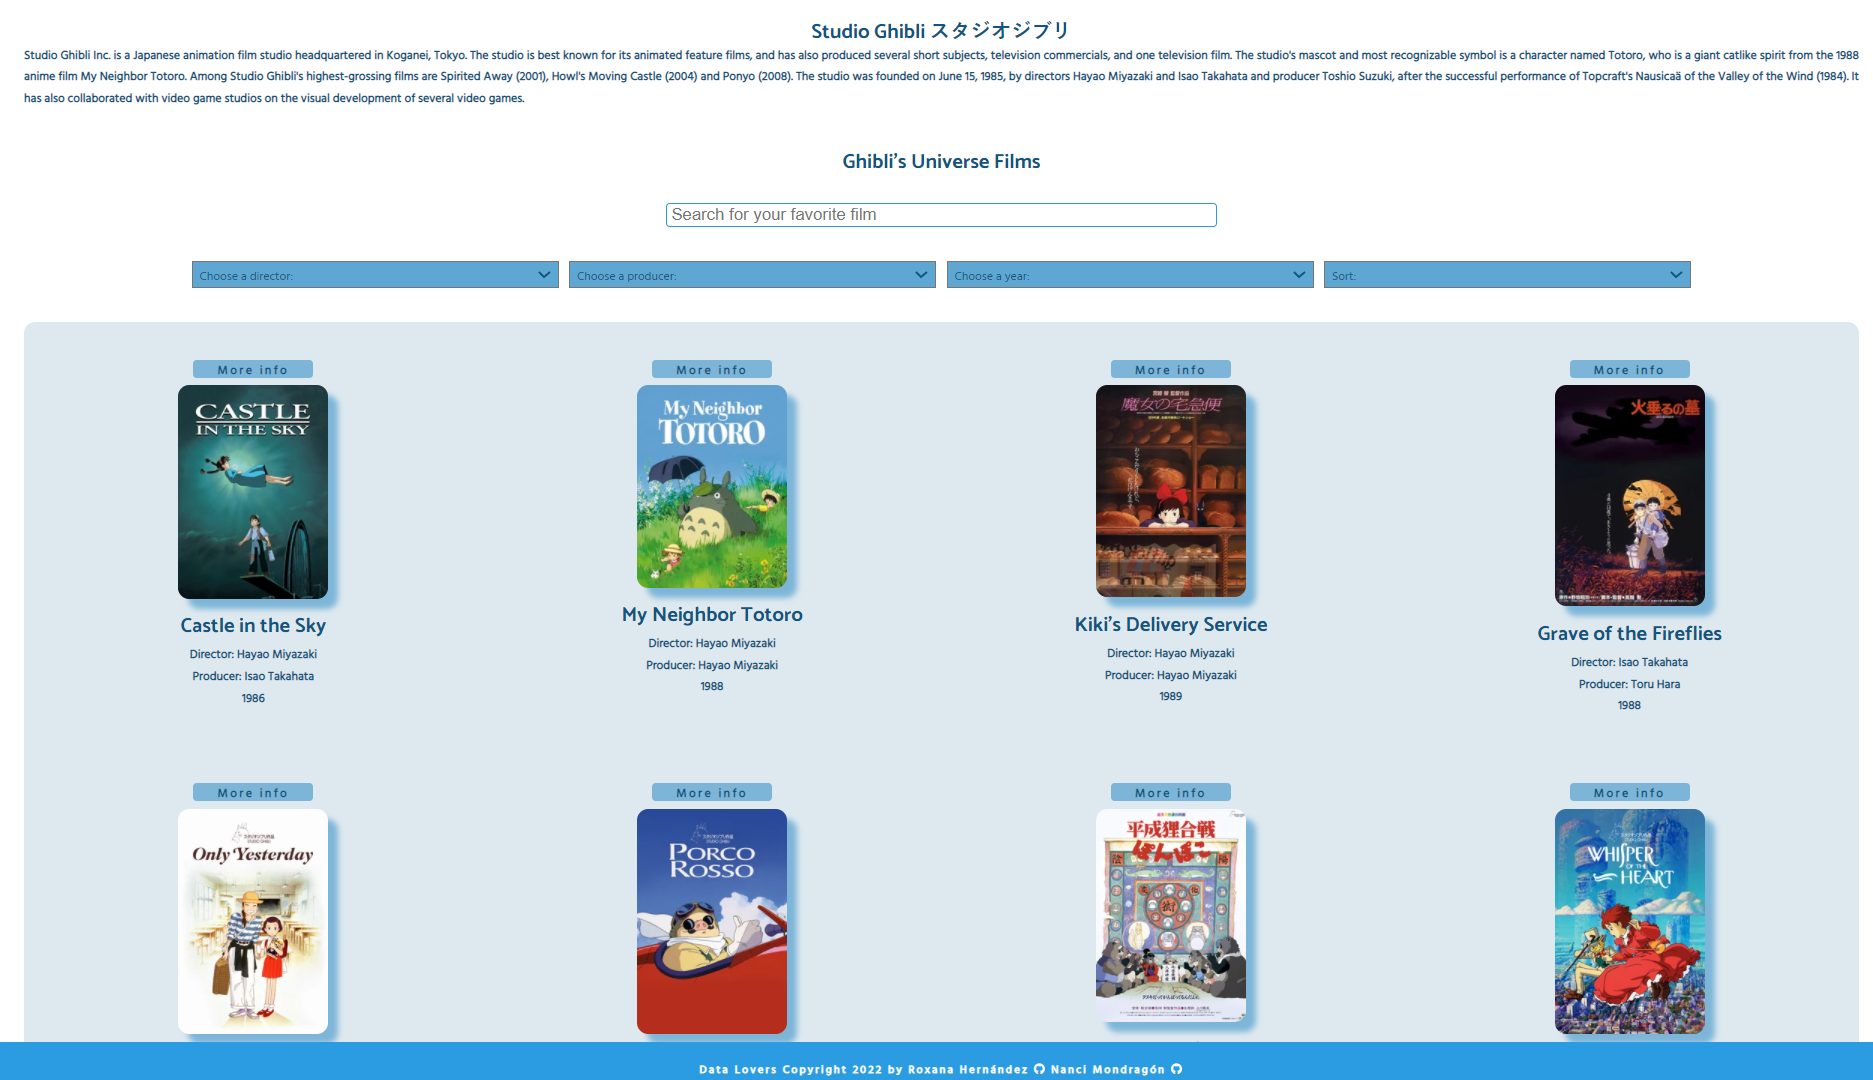 Studio Ghibli スタジオジブリ
Studio Ghibli Inc. is a Japanese animation film studio headquartered in Koganei, Tokyo. The studio is best known for its animated feature films, and has also produced several short subjects, television commercials, and one television film. The studio's mascot and most recognizable symbol is a character named Totoro, who is a giant catlike spirit from the 1988
anime film My Neighbor Totoro. Among Studio Ghibli's highest-grossing films are Spirited Away (2001), Howl's Moving Castle (2004) and Ponyo (2008). The studio was founded on June 15, 1985, by directors Hayao Miyazaki and Isao Takahata and producer Toshio Suzuki, after the successful performance of Topcraft's Nausicaä of the Valley of the Wind (1984). It
has also collaborated with video game studios on the visual development of several video games.
Ghibli's Universe Films
Search for your favorite film
Choose a director:
Choose a producer:
Choose a year:
Sort:
More info
More info
More info
More info
CASTLE
IN THE SKY
My Neighbor
TOTORO
魔女の宅急便
火垂るの墓
Castle in the Sky
Director: Hayao Miyazaki
Producer: Isao Takahata
1986
My Neighbor Totoro
Director: Hayao Miyazaki
Producer: Hayao Miyazaki
1988
Kiki's Delivery Service
Director: Hayao Miyazaki
Producer: Hayao Miyazaki
1989
Grave of the Fireflies
Director: Isao Takahata
Producer: Toru Hara
1988
More info
More info
More info
More info
Only Yesterday
PORCO
ROSSO
平成狸合戦
ぽんぽこ
WHISPER
OF THE
HEART
Data Lovers Copyright 2022 by Roxana Hernández Nanci Mondragón